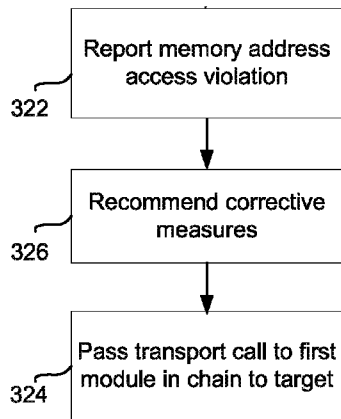 Report memory address
access violation
322
Recommend corrective
measures
326
Pass transport call to first
module in chain to target
324